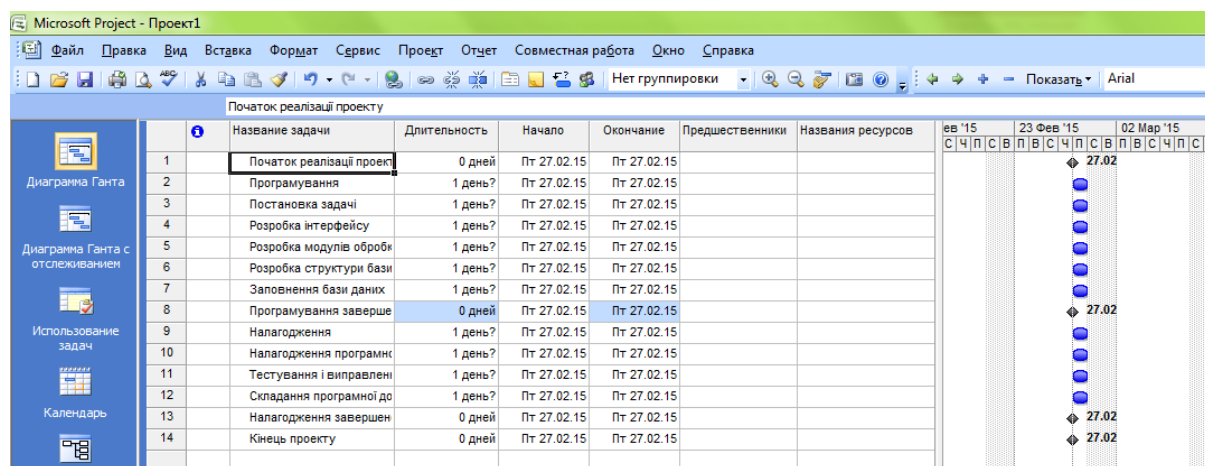 Microsoft Project - Проект1
Файл Правка Вид Вставка Формат Сервис Проект Отчет Совместная работа Окно Справка
Нет группировки Показать Arial
Початок реалізації проекту
Название задачи Длительность Начало Окончание Предшественники Названия ресурсов ев '15 23 Фев '15 02 Мар '15
С Ч П С В П В С Ч П С В П В С Ч П С
1 Початок реалізації проект 0 дней Пт 27.02.15 Пт 27.02.15 27.02
Диаграмма Ганта
2 Програмування 1 день? Пт 27.02.15 Пт 27.02.15
3 Постановка задачі 1 день? Пт 27.02.15 Пт 27.02.15
4 Розробка інтерфейсу 1 день? Пт 27.02.15 Пт 27.02.15
Диаграмма Ганта с
отслеживанием
5 Розробка модулів обробк 1 день? Пт 27.02.15 Пт 27.02.15
6 Розробка структури бази 1 день? Пт 27.02.15 Пт 27.02.15
7 Заповнення бази даних 1 день? Пт 27.02.15 Пт 27.02.15
8 Програмування заверше 0 дней Пт 27.02.15 Пт 27.02.15 27.02
Использование
задач
9 Налагодження 1 день? Пт 27.02.15 Пт 27.02.15
10 Налагодження програмно 1 день? Пт 27.02.15 Пт 27.02.15
11 Тестування і виправлен 1 день? Пт 27.02.15 Пт 27.02.15
12 Складання програмної до 1 день? Пт 27.02.15 Пт 27.02.15
Календарь
13 Налагодження завершен 0 дней Пт 27.02.15 Пт 27.02.15 27.02
14 Кінець проекту 0 дней Пт 27.02.15 Пт 27.02.15 27.02